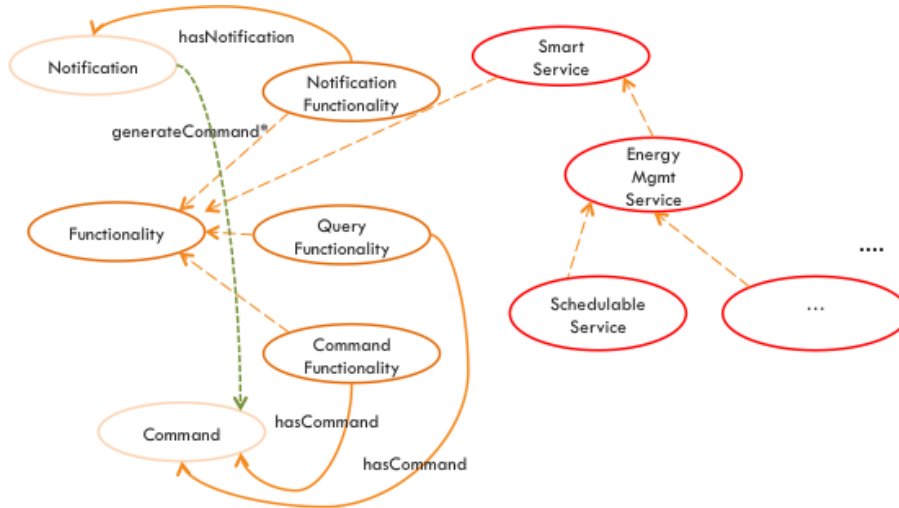 hasNotification
Notification
Notification
Functionality
Smart
Service
generateCommand*
Energy
Mgmt
Service
Functionality
Query
Functionality
....
Schedulable
Service
...
Command
Functionality
Command
hasCommand
hasCommand